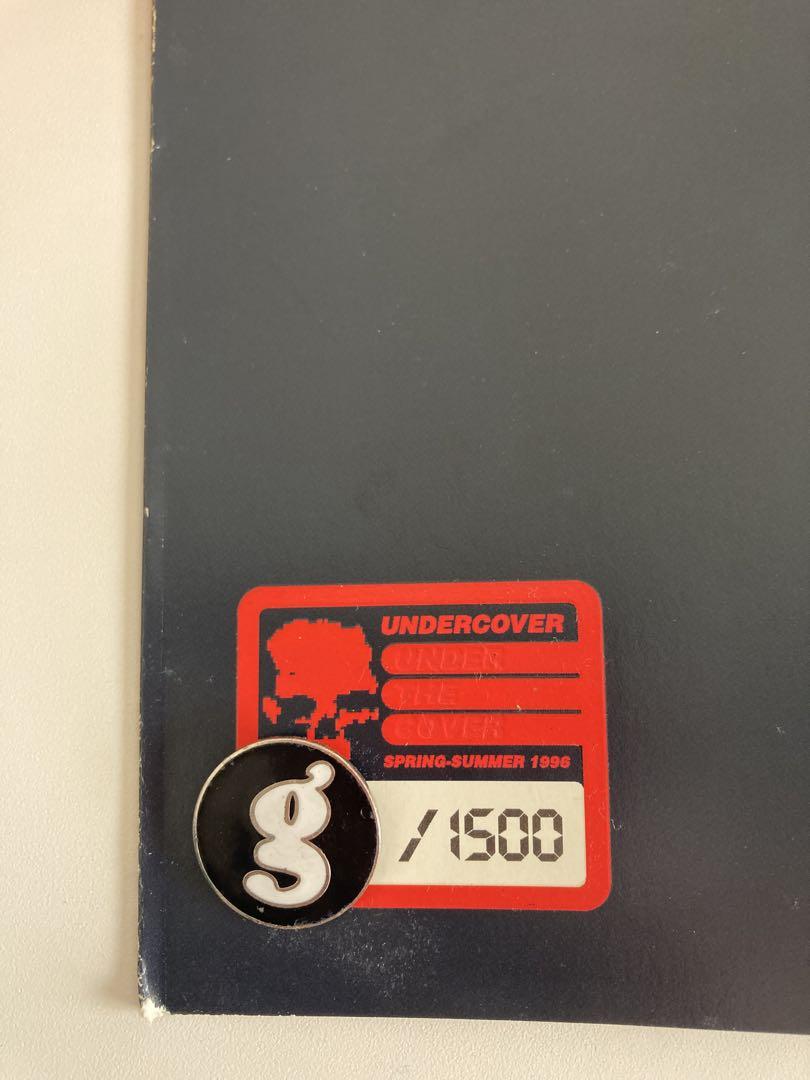 UNDERCOVER
UNDER
THE
COVER
SPRING-SUMMER 1996
/1500
g